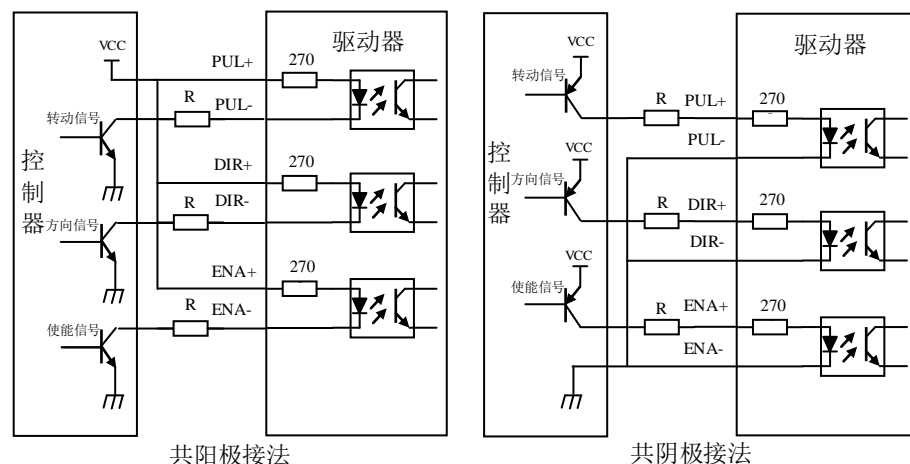 驱动器
VCC
PUL+
270
R
PUL-
转动信号
控制器
DIR+
270
R
DIR-
方向信号
ENA+
270
R
ENA-
使能信号
共阳极接法
驱动器
VCC
转动信号
R
PUL+
270
PUL-
控制器
VCC
方向信号
R
DIR+
270
DIR-
VCC
使能信号
R
ENA+
270
ENA-
共阴极接法